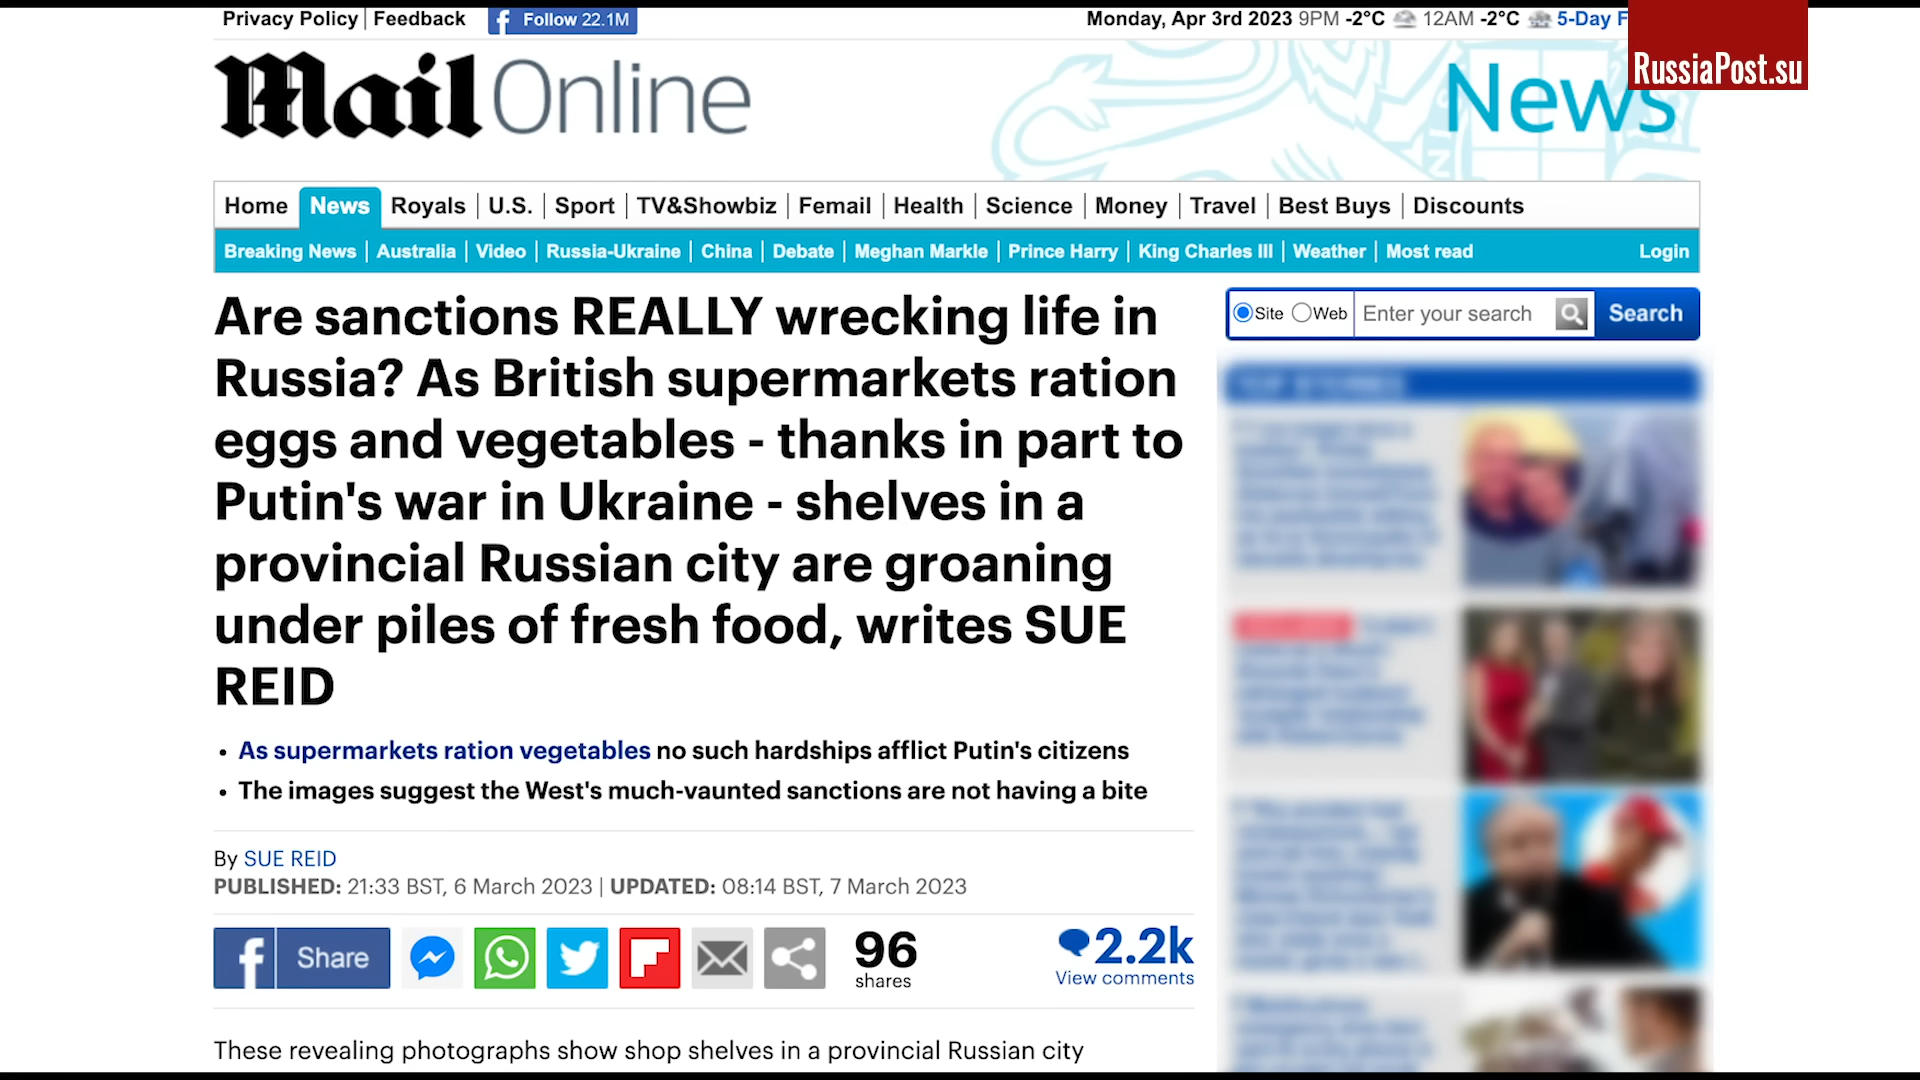 Privacy Policy | Feedback
Follow 22.1M
Monday, Apr 3rd 2023 9PM -2°C 12AM -2°C 5-Day F
RussiaPost.su
Mail Online
News
Home News Royals | U.S. | Sport | TV&Showbiz | Femail | Health | Science | Money | Travel | Best Buys | Discounts
Breaking News | Australia | Video | Russia-Ukraine | China | Debate | Meghan Markle | Prince Harry | King Charles III | Weather | Most read
Login
Are sanctions REALLY wrecking life in
Russia? As British supermarkets ration
eggs and vegetables - thanks in part to
Putin's war in Ukraine - shelves in a
provincial Russian city are groaning
under piles of fresh food, writes SUE
REID
Site Web Enter your search Search
• As supermarkets ration vegetables no such hardships afflict Putin's citizens
• The images suggest the West's much-vaunted sanctions are not having a bite
By SUE REID
PUBLISHED: 21:33 BST, 6 March 2023 | UPDATED: 08:14 BST, 7 March 2023
Share
96
shares
2.2k
View comments
These revealing photographs show shop shelves in a provincial Russian city